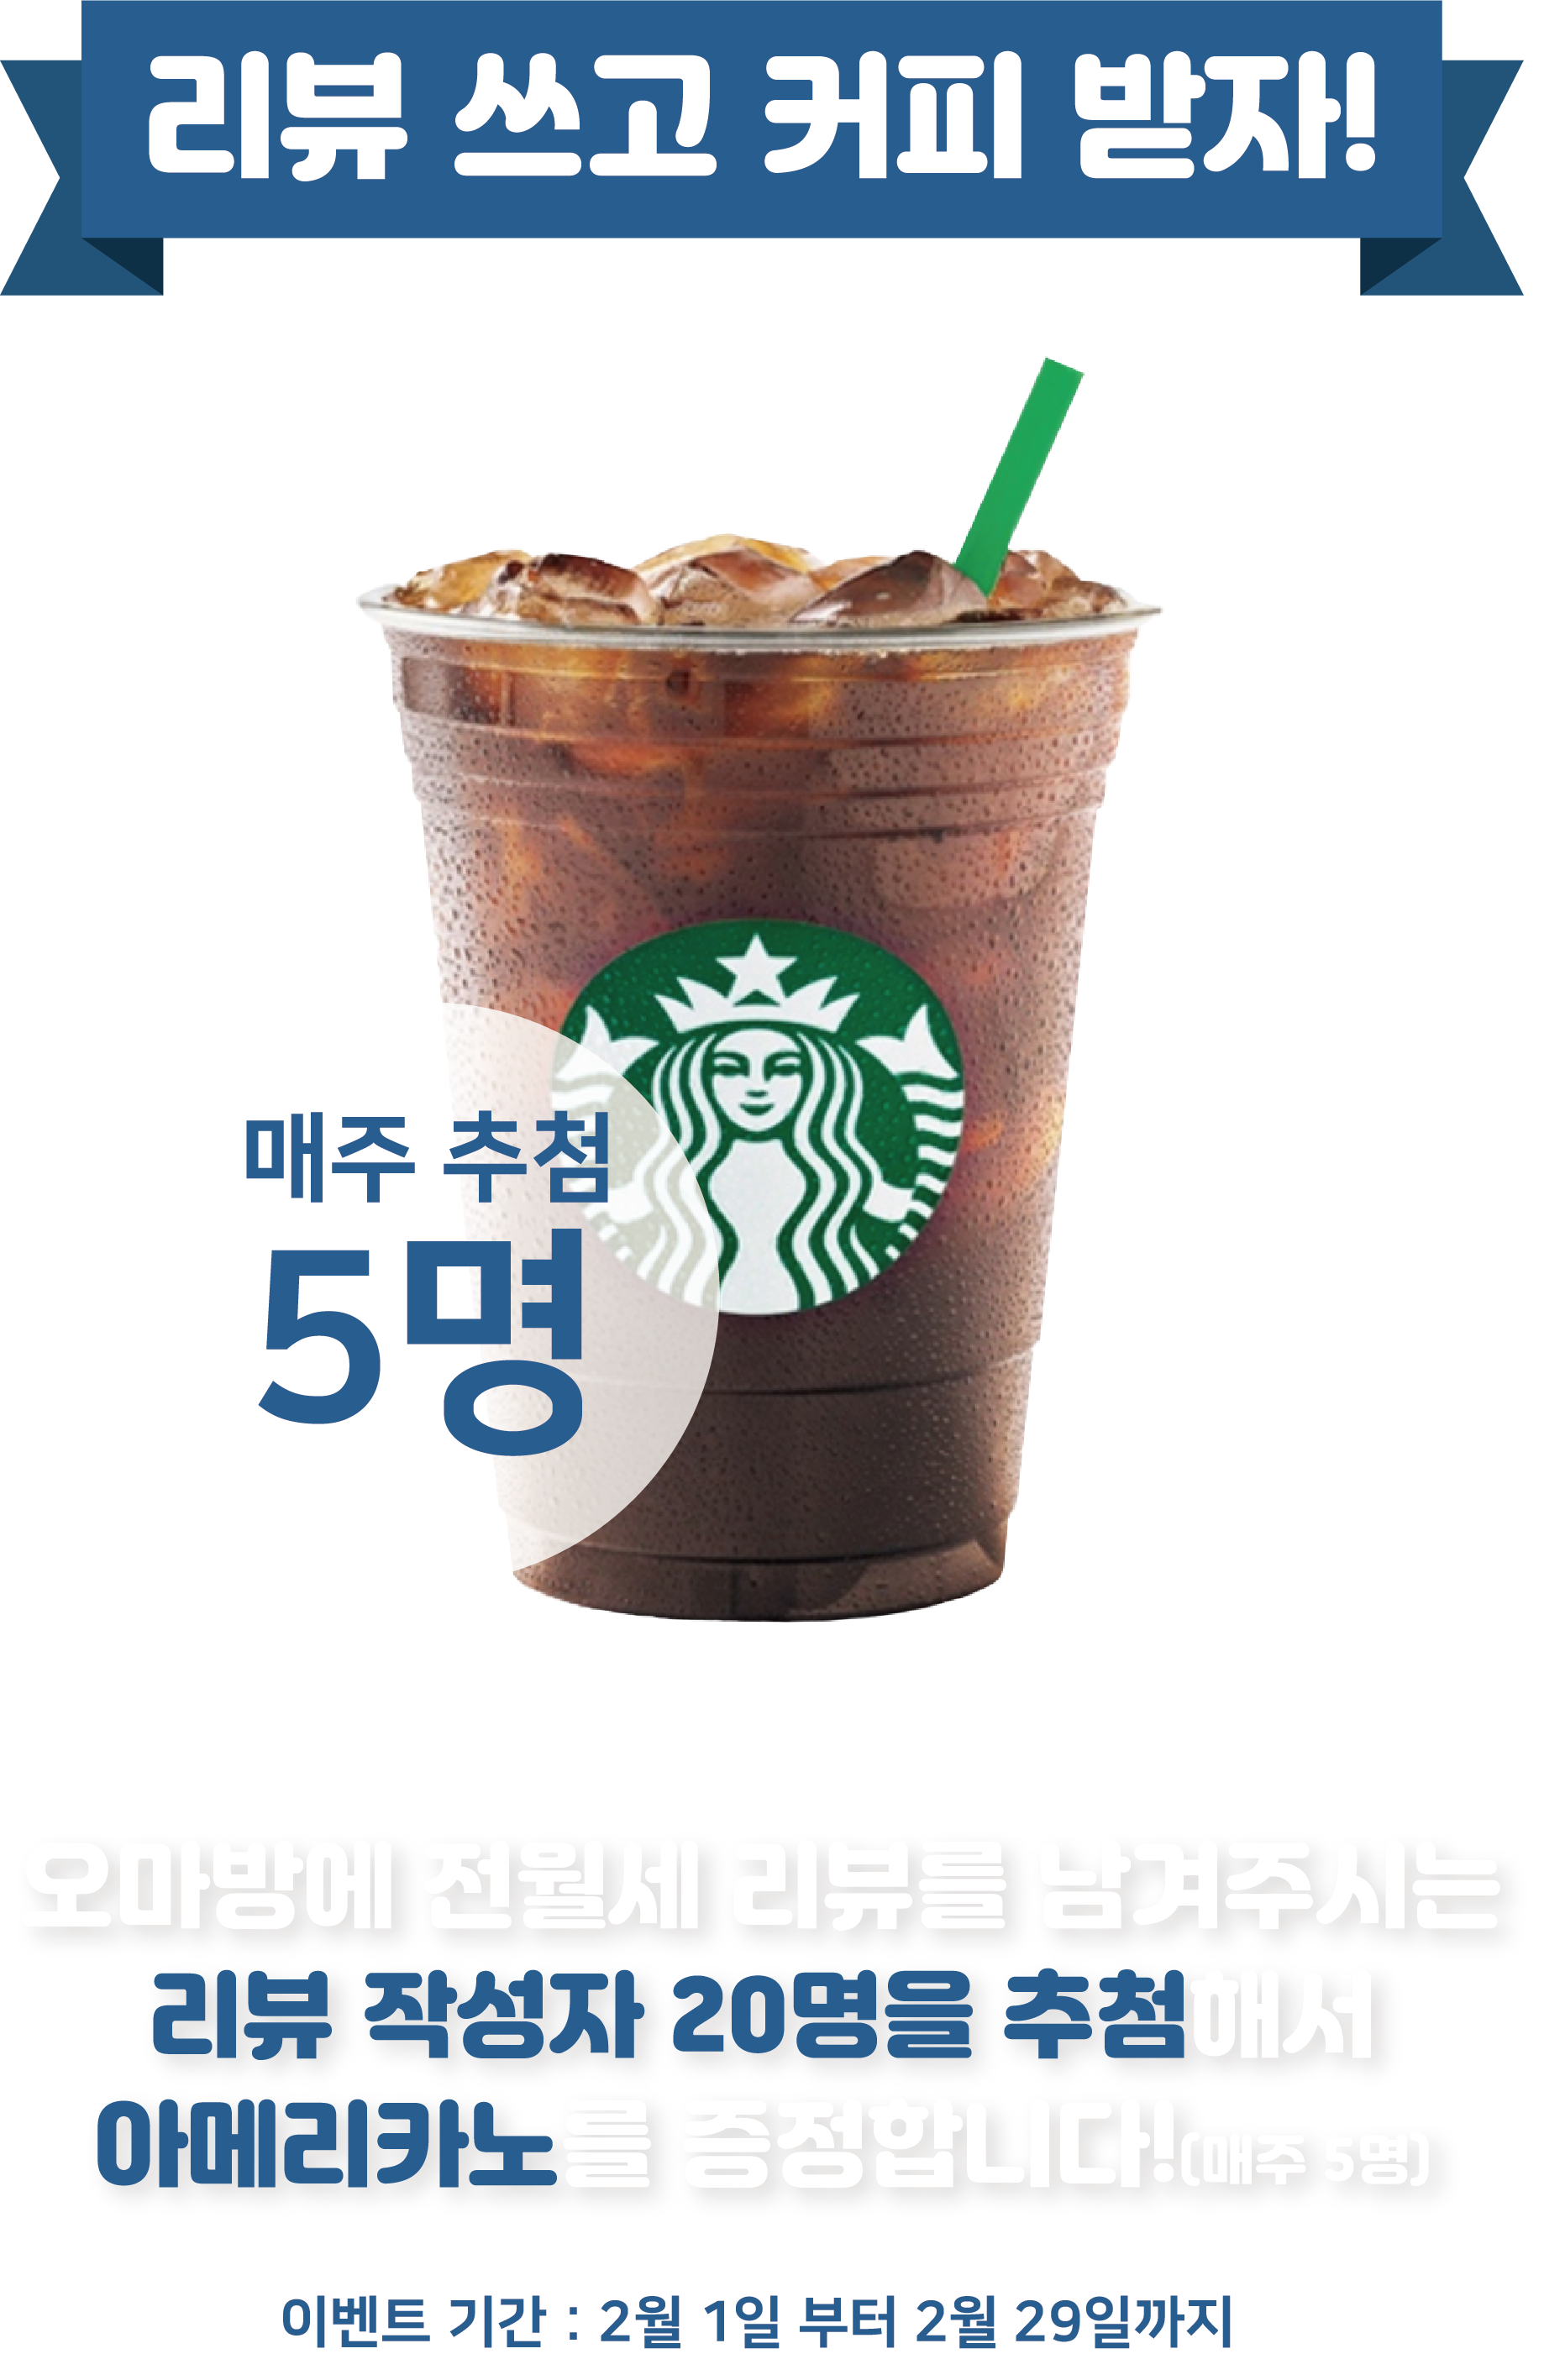 리뷰 쓰고 커피 받자!
매주 추첨
5명
오마방에 전월세 리뷰를 남겨주시는
리뷰 작성자 20명을 추첨해서
아메리카노를 증정합니다!(매주 5명)
이벤트 기간 : 2월 1일 부터 2월 29일까지